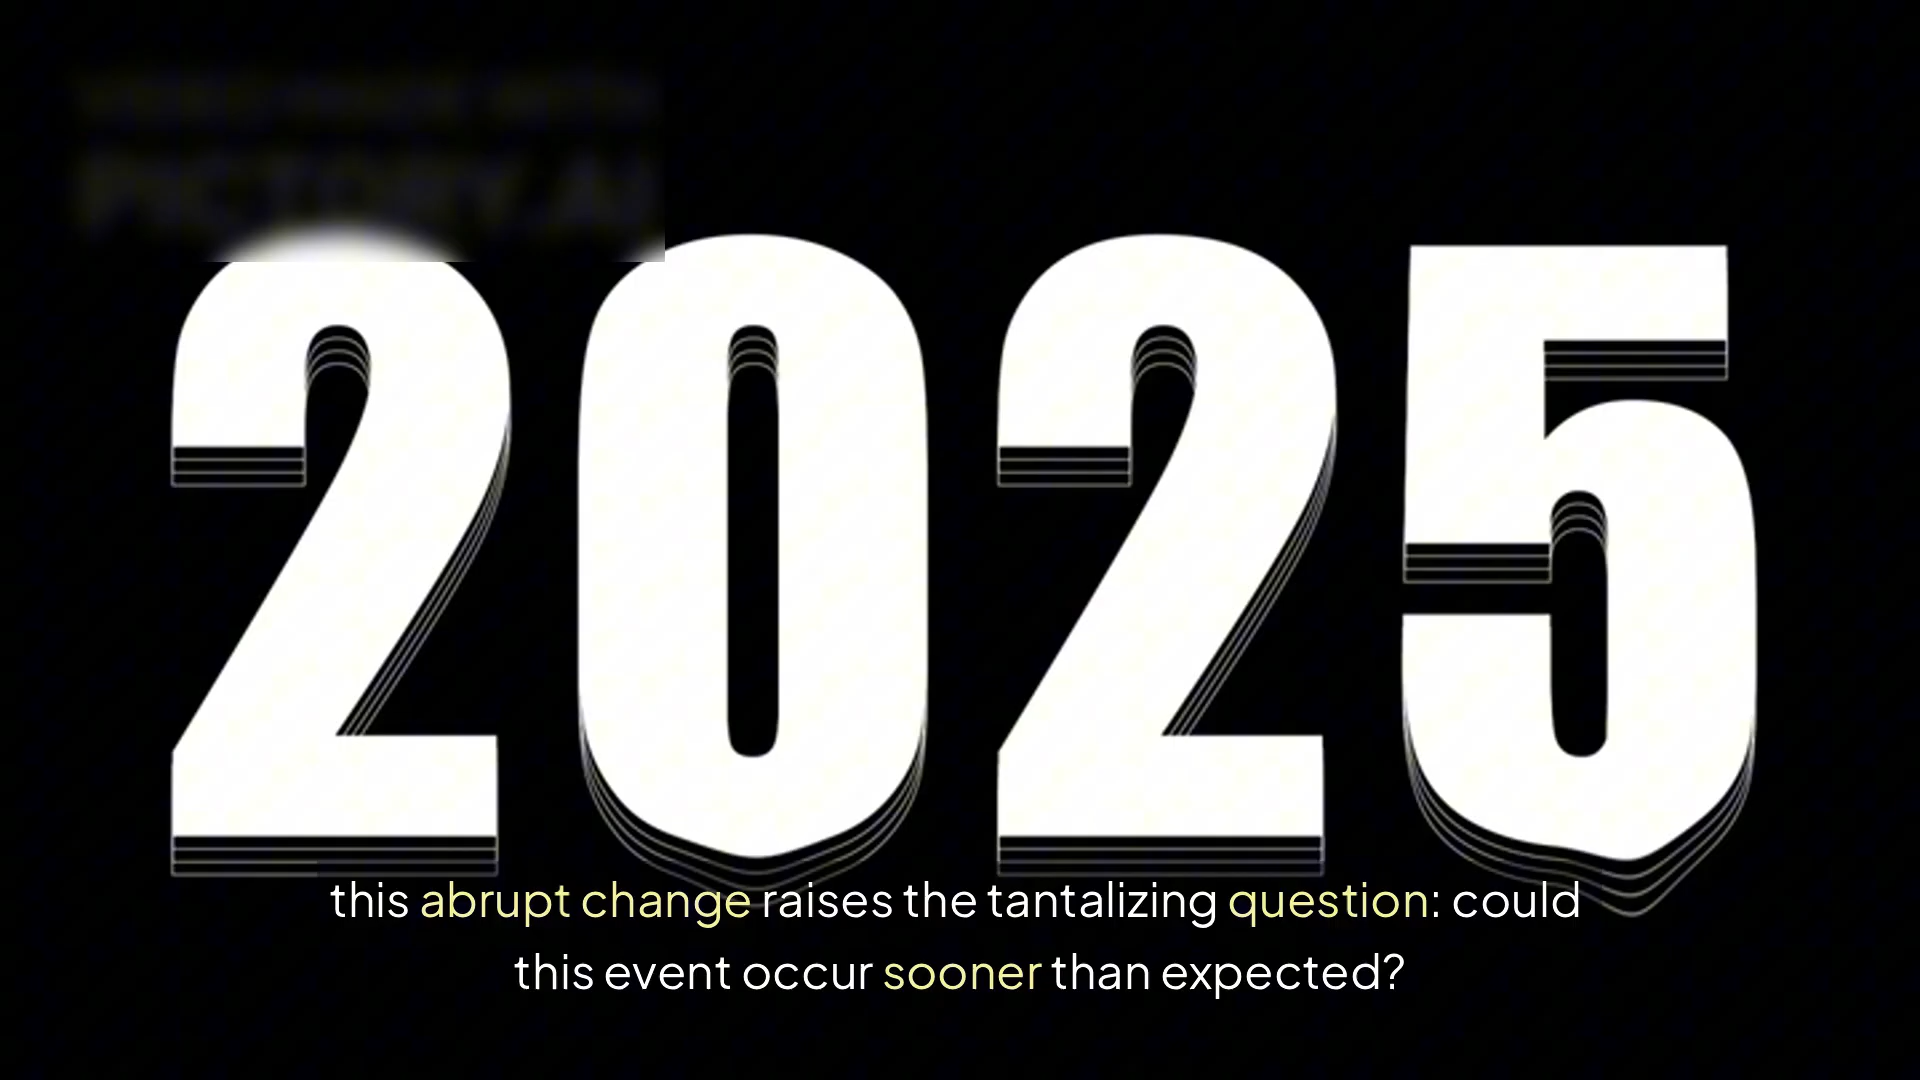 2025
this abrupt change raises the tantalizing question: could
this event occur sooner than expected?